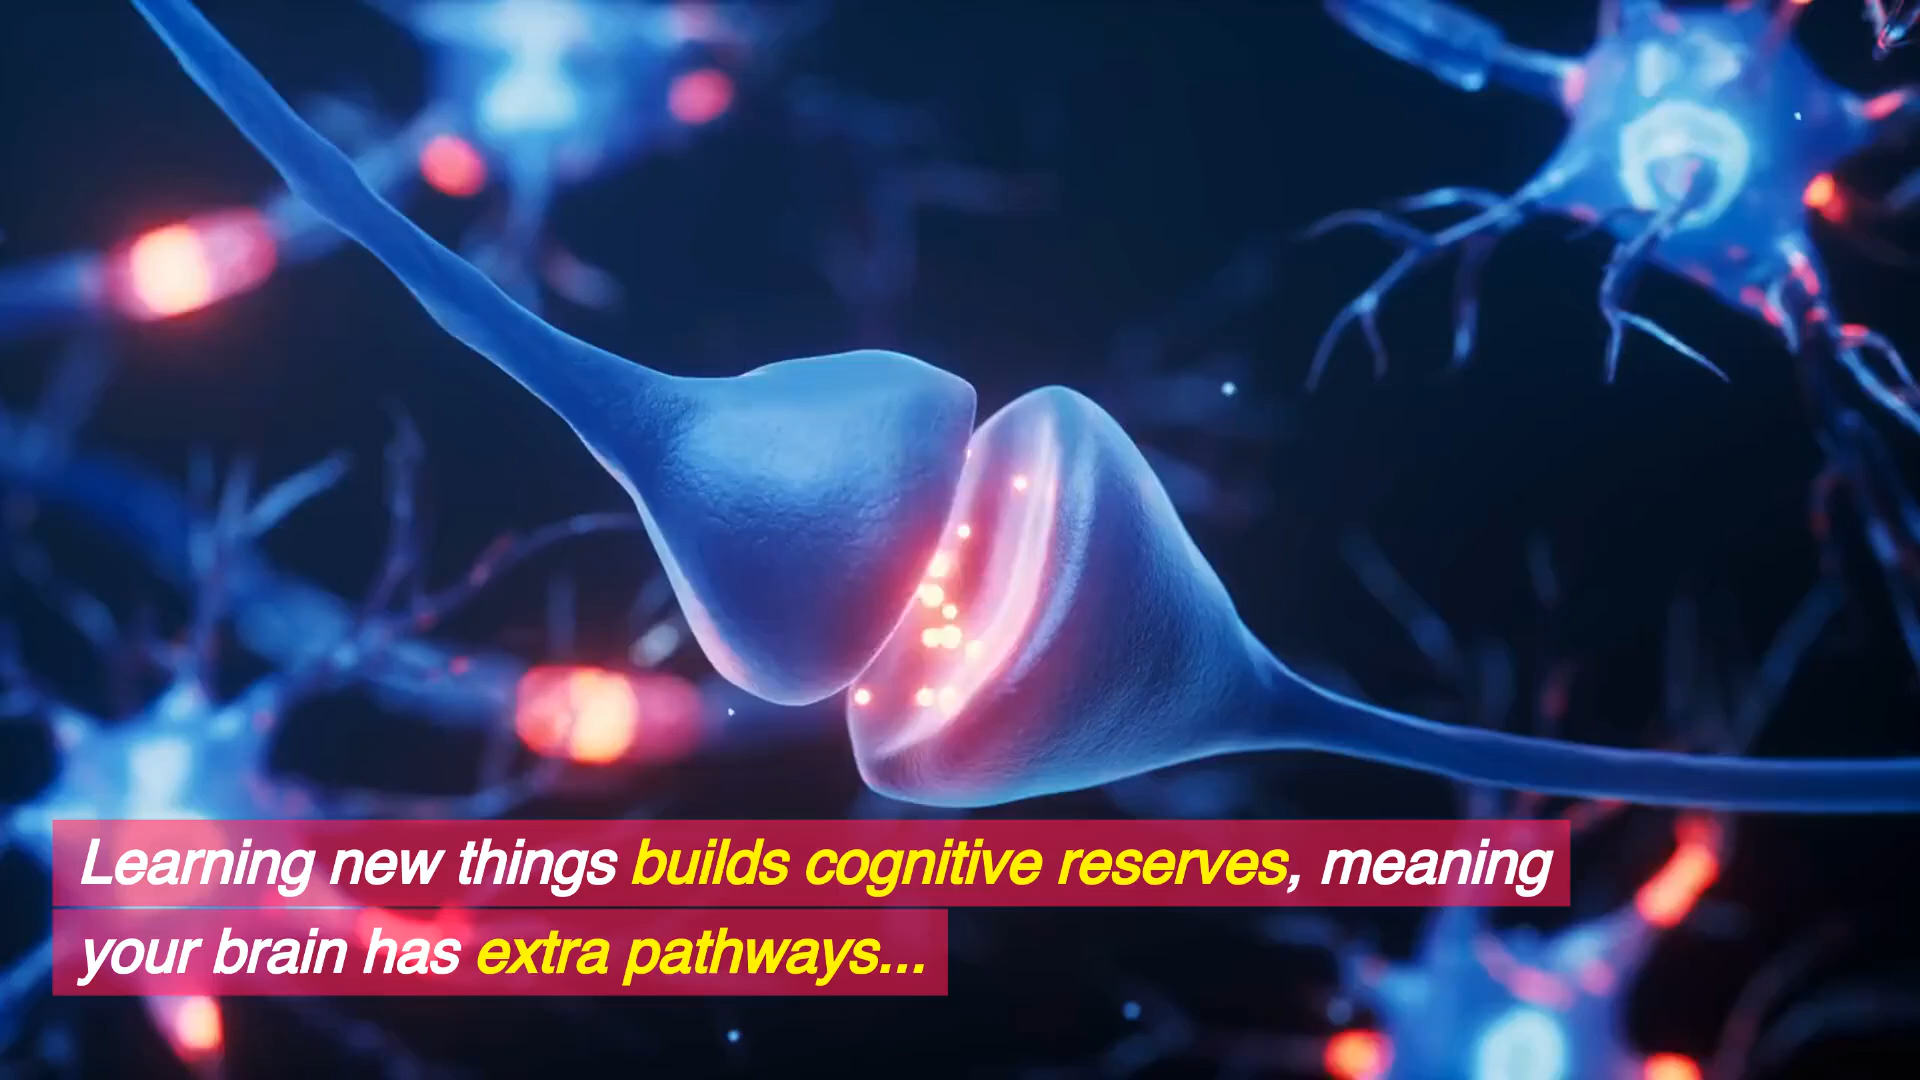 Learning new things builds cognitive reserves, meaning
your brain has extra pathways...